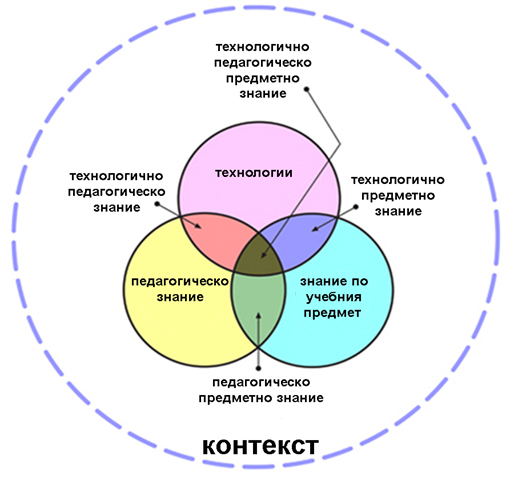 технологично
педагогическо
предметно
знание
технологии
технологично
педагогическо
знание
технологично
предметно
знание
педагогическо
знание
знание по
учебния
предмет
педагогическо
предметно знание
контекст